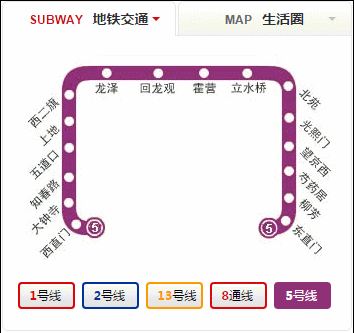 SUBWAY 地铁交通
MAP 生活圈
龙泽
回龙观
霍营
立水桥
西二旗
上地
五道口
知春路
大钟寺
西直门
北苑
光熙门
望京西
芍药居
柳芳
东直门
5
5
1号线
2号线
13号线
8通线
5号线